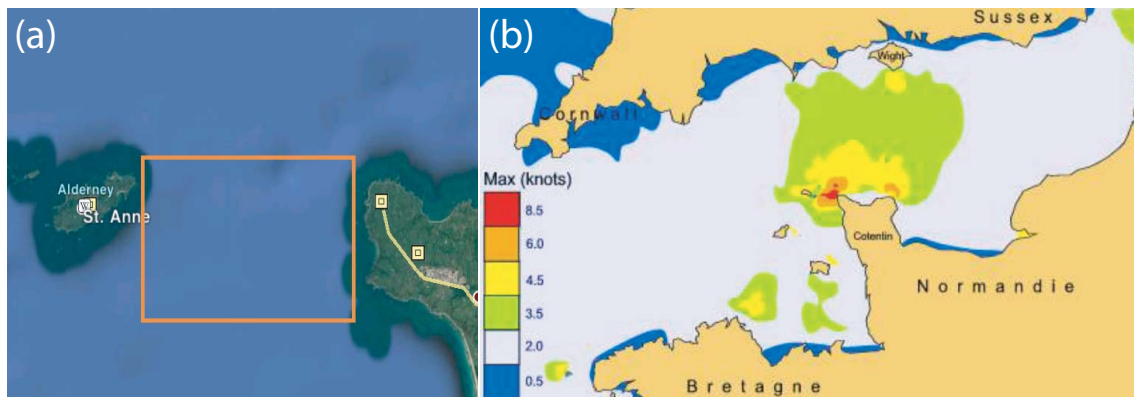 (a)
Alderney
St. Anne
(b)
Sussex
Wight
Cornwall
Max (knots)
8.5
6.0
4.5
3.5
2.0
0.5
Cotentin
Normandie
Bretagne